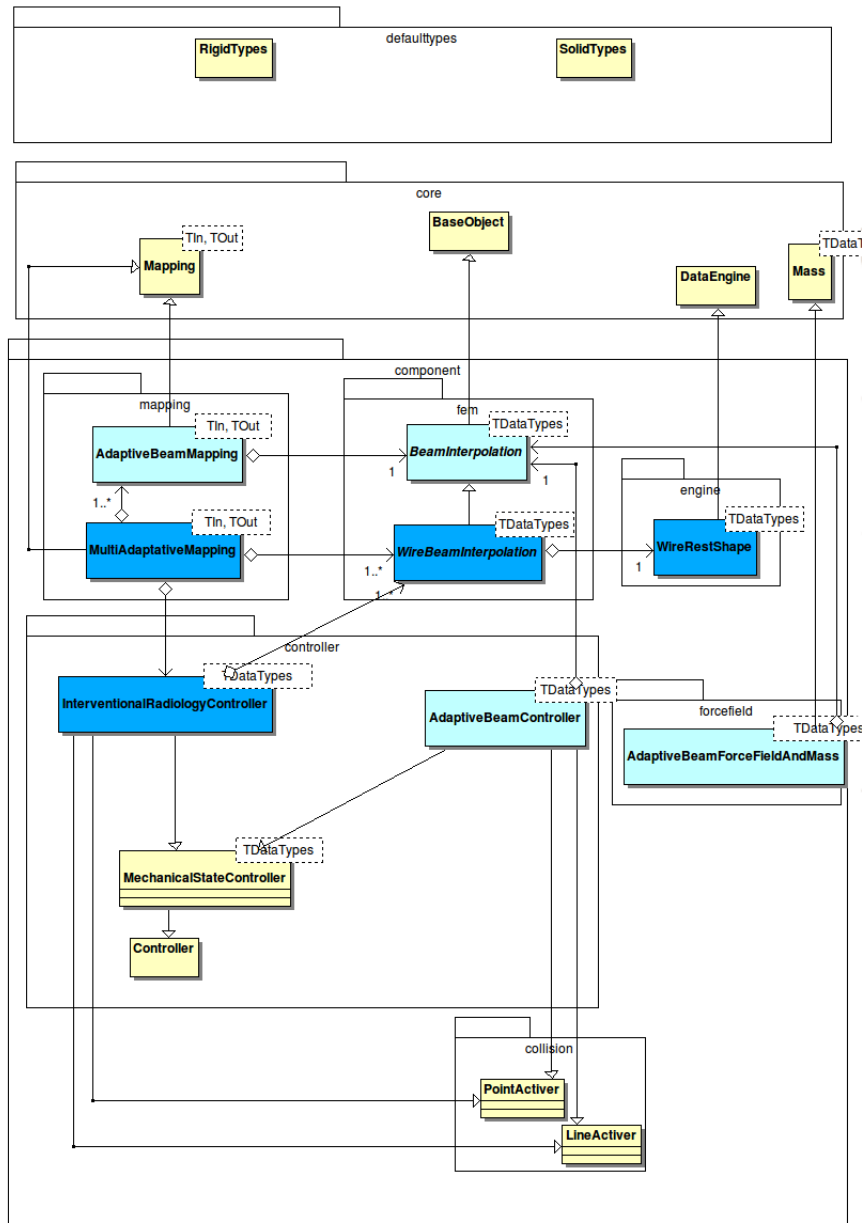 defaulttypes
RigidTypes
SolidTypes
core
BaseObject
TIn, TOut
Mapping
TDataT
Mass
DataEngine
component
mapping
fem
TIn, TOut
TDataTypes
AdaptiveBeamMapping
BeamInterpolation
1
1
engine
1..*
TIn, TOut
TDataTypes
TDataTypes
MultiAdaptativeMapping
WireBeamInterpolation
WireRestShape
1..*
1
1..*
controller
TDataTypes
TDataTypes
InterventionalRadiologyController
AdaptiveBeamController
forcefield
TDataTypes
AdaptiveBeamForceFieldAndMass
TDataTypes
MechanicalStateController
Controller
collision
PointActiver
LineActiver